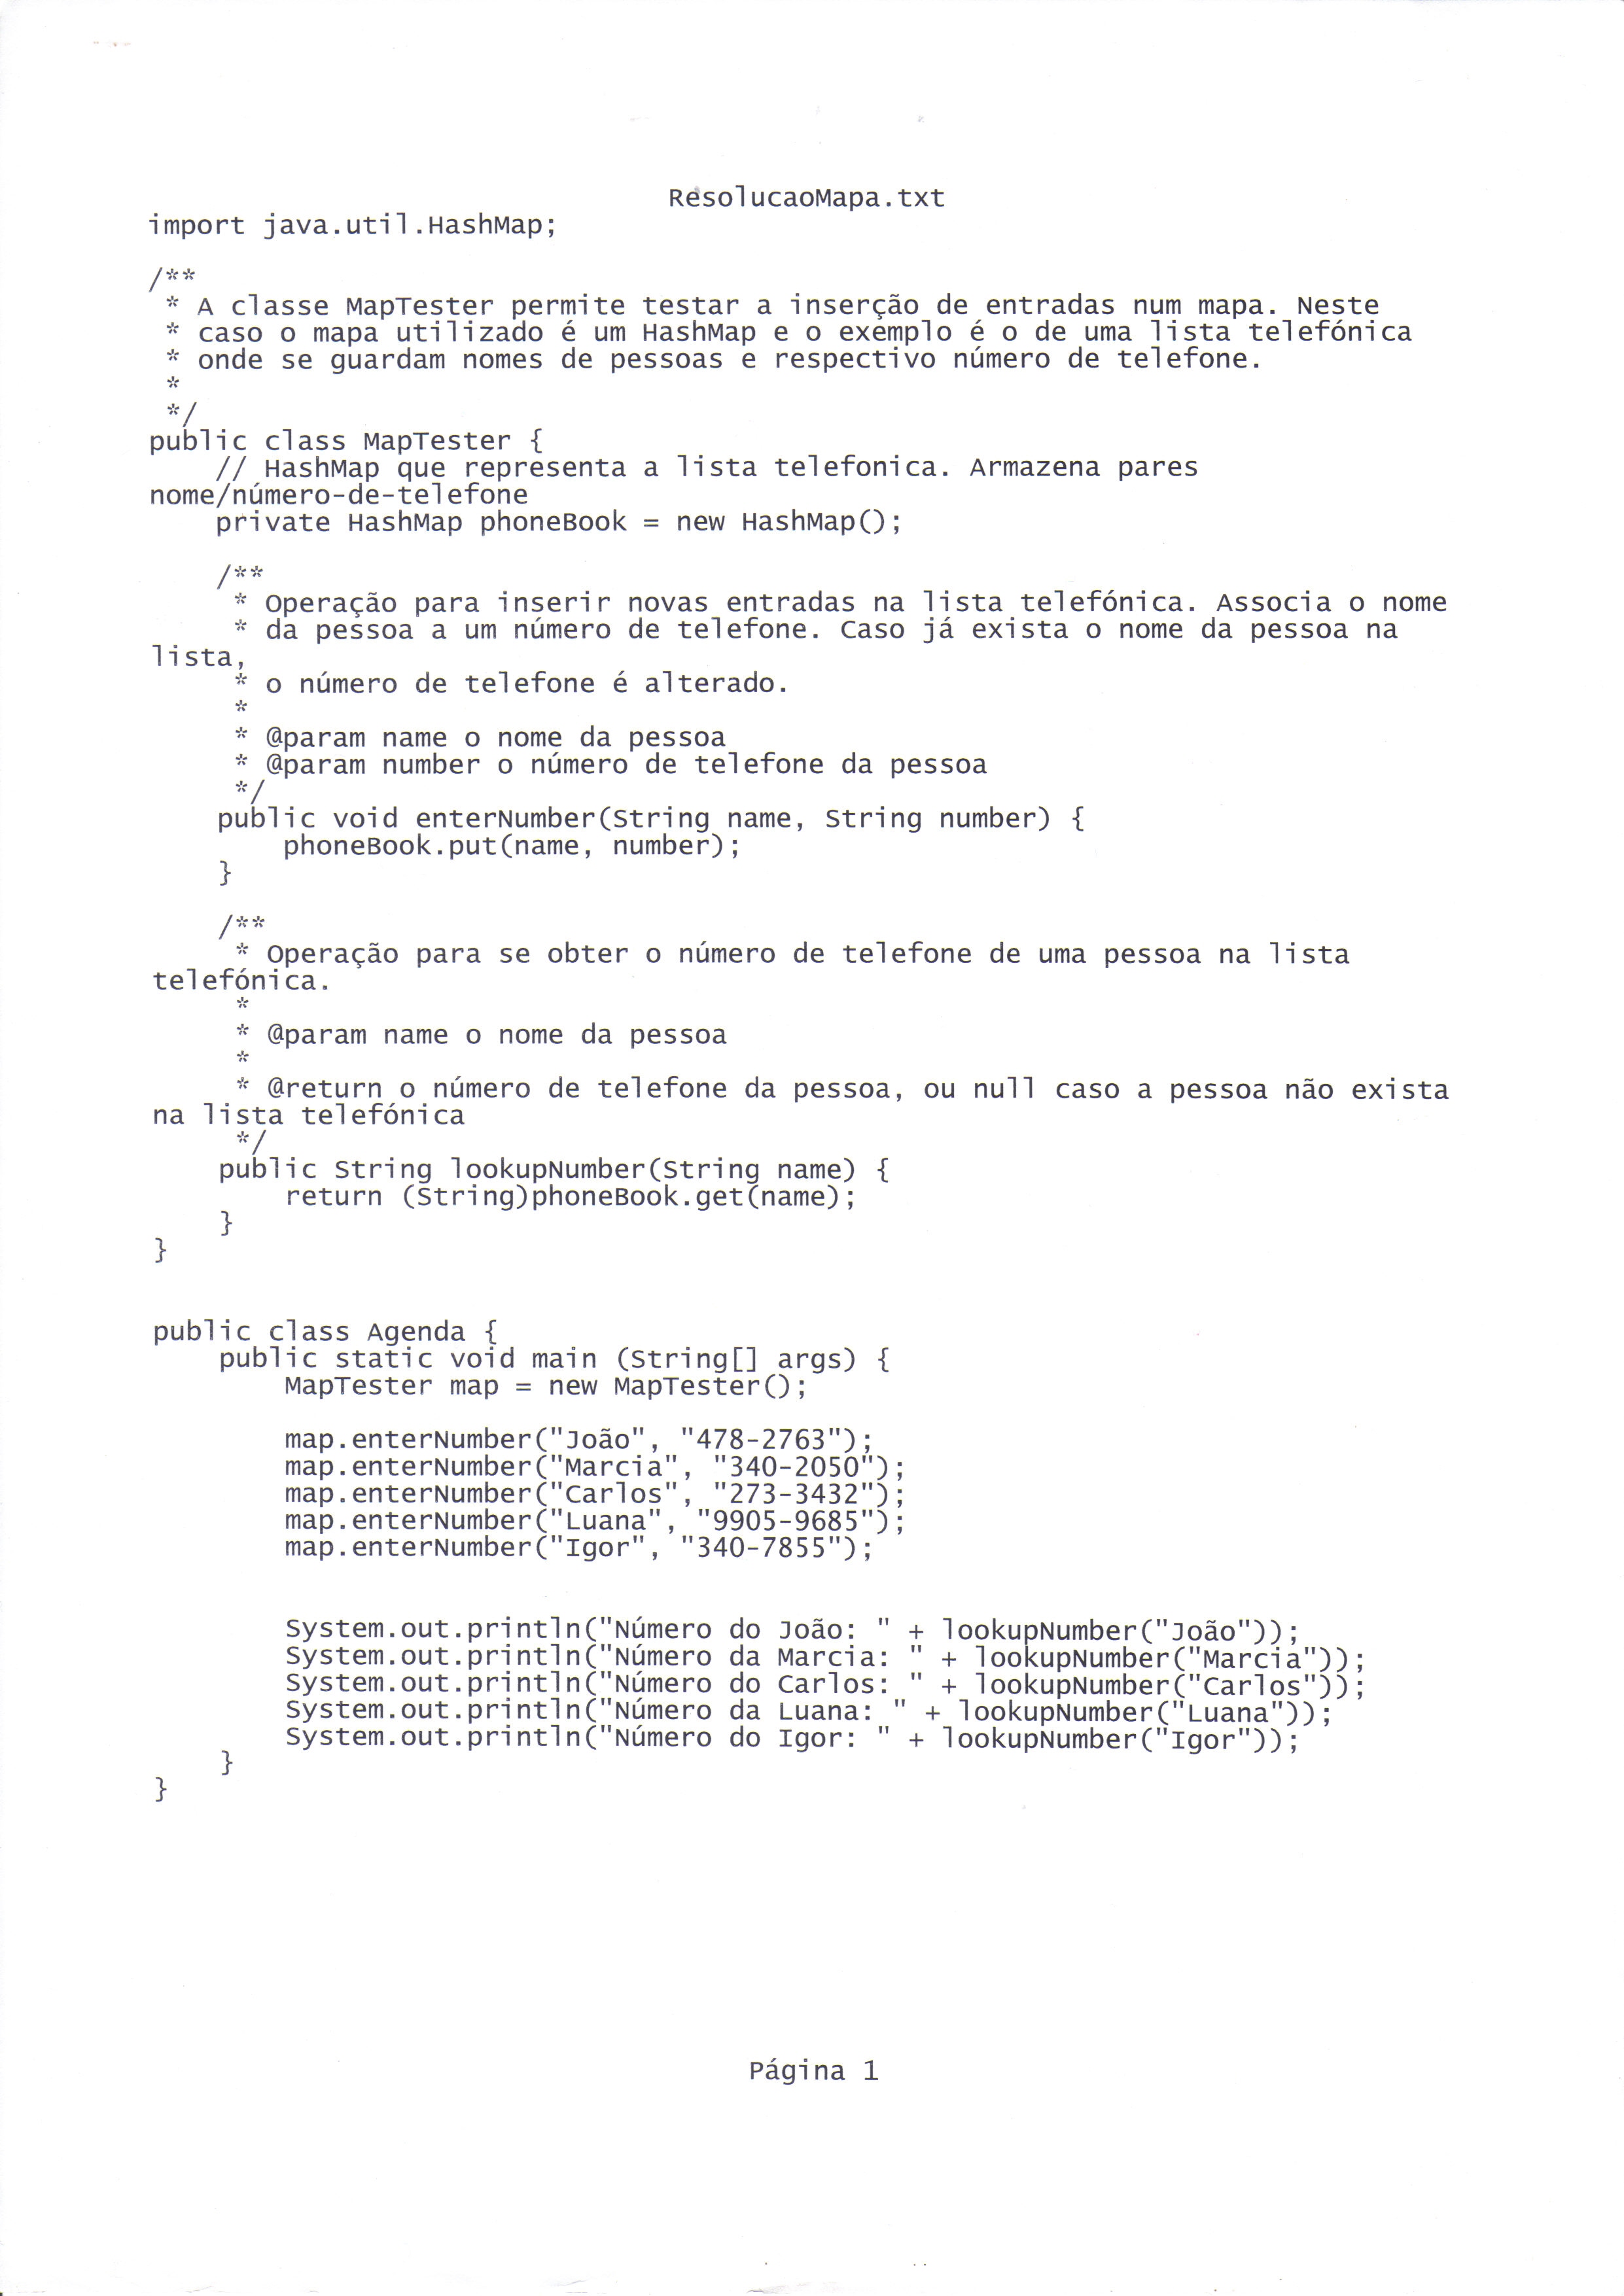 ResolucaoMapa.txt
import java.util.HashMap;
/**
* A classe MapTester permite testar a inserção de entradas num mapa. Neste
* caso o mapa utilizado é um HashMap e o exemplo é o de uma lista telefónica
* onde se guardam nomes de pessoas e respectivo número de telefone.
*
*/
public class MapTester {
// HashMap que representa a lista telefonica. Armazena pares
nome/número-de-telefone
private HashMap phoneBook = new HashMap();
/**
* Operação para inserir novas entradas na lista telefónica. Associa o nome
* da pessoa a um número de telefone. Caso já exista o nome da pessoa na
lista,
* o número de telefone é alterado.
*
* @param name o nome da pessoa
* @param number o número de telefone da pessoa
*/
public void enterNumber(String name, String number) {
phoneBook.put(name, number);
}
/**
* Operação para se obter o número de telefone de uma pessoa na lista
telefónica.
*
* @param name o nome da pessoa
*
* @return o número de telefone da pessoa, ou null caso a pessoa não exista
na lista telefónica
*/
public String lookupNumber(String name) {
return (String)phoneBook.get(name);
}
}
public class Agenda {
public static void main (String[] args) {
MapTester map = new MapTester();
map.enterNumber("João", "478-2763");
map.enterNumber("Marcia", "340-2050");
map.enterNumber("Carlos", "273-3432");
map.enterNumber("Luana", "9905-9685");
map.enterNumber("Igor", "340-7855");
System.out.println("Número do João: " + lookupNumber("João"));
System.out.println("Número da Marcia: " + lookupNumber("Marcia"));
System.out.println("Número do Carlos: " + lookupNumber("Carlos"));
System.out.println("Número da Luana: " + lookupNumber("Luana"));
System.out.println("Número do Igor: " + lookupNumber("Igor"));
}
}
Página 1